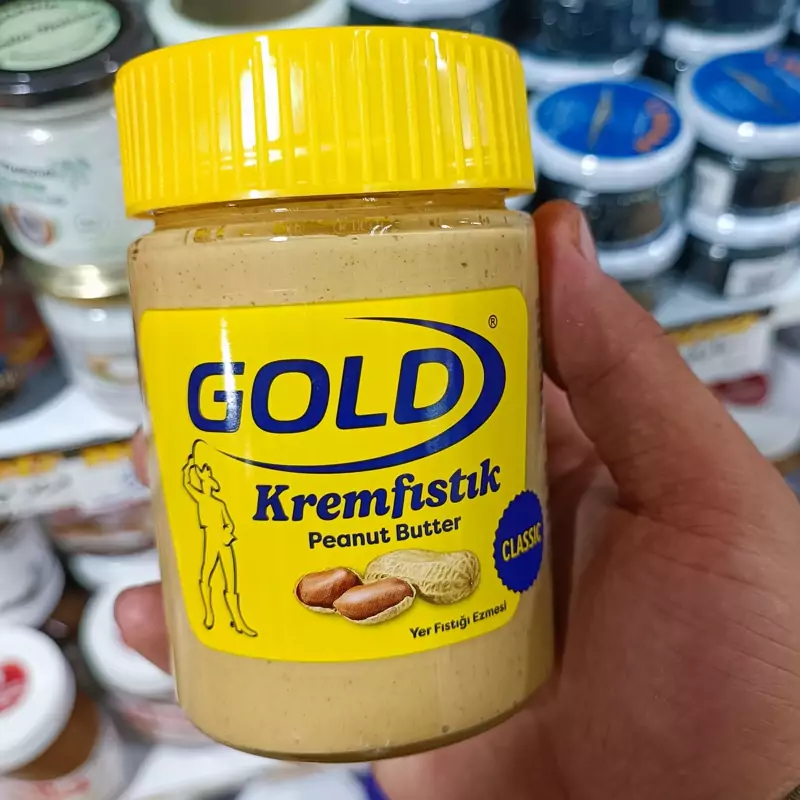 GOLD
®
Kremfıstık
Peanut Butter
CLASSIC
Yer Fıstığı Ezmesi